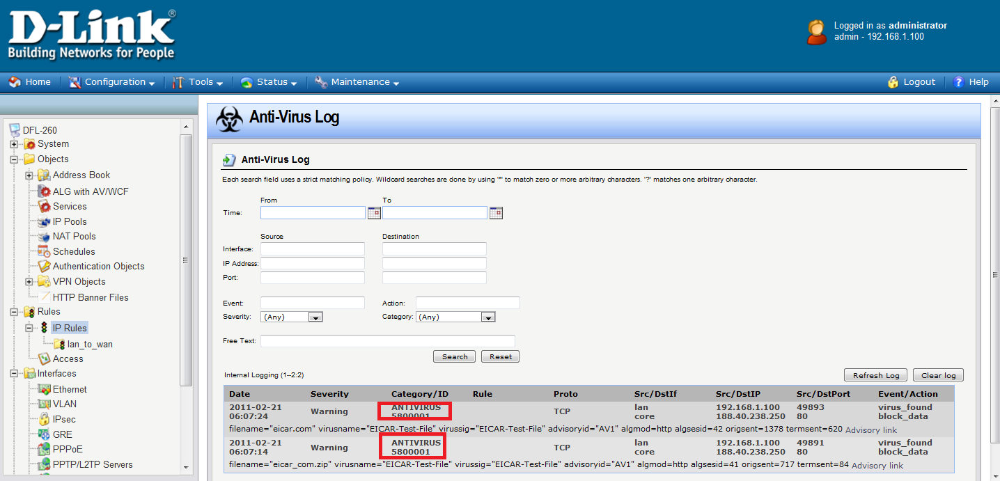 D-Link®
Building Networks for People
Logged in as administrator
admin - 192.168.1.100
Home Configuration Tools Status Maintenance Logout Help
DFL-260
System
Objects
Address Book
ALG with AV/WCF
Services
IP Pools
NAT Pools
Schedules
Authentication Objects
VPN Objects
HTTP Banner Files
Rules
IP Rules
lan_to_wan
Access
Interfaces
Ethernet
VLAN
IPsec
GRE
PPPoE
PPTP/L2TP Servers
Anti-Virus Log
Anti-Virus Log
Each search field uses a strict matching policy. Wildcard searches are done by using '*' to match zero or more arbitrary characters. '?' matches one arbitrary character.
From To
Time:
Source Destination
Interface:
IP Address:
Port:
Event: Action:
Severity: (Any) Category: (Any)
Free Text:
Search Reset
Internal Logging (1--2:2) Refresh Log Clear log
Date Severity Category/ID Rule Proto Src/DstIf Src/DstIP Src/DstPort Event/Action
2011-02-21 ANTIVIRUS lan 192.168.1.100 49893 virus_found
06:07:24 Warning 5800001 TCP core 188.40.238.250 80 block_data
filename="eicar.com" virusname="EICAR-Test-File" virussig="EICAR-Test-File" advisoryid="AV1" algmod=http algsesid=42 origsent=1378 termsent=620 Advisory link
2011-02-21 ANTIVIRUS lan 192.168.1.100 49891 virus_found
06:07:14 Warning 5800001 TCP core 188.40.238.250 80 block_data
filename="eicar_com.zip" virusname="EICAR-Test-File" virussig="EICAR-Test-File" advisoryid="AV1" algmod=http algsesid=41 origsent=717 termsent=84 Advisory link